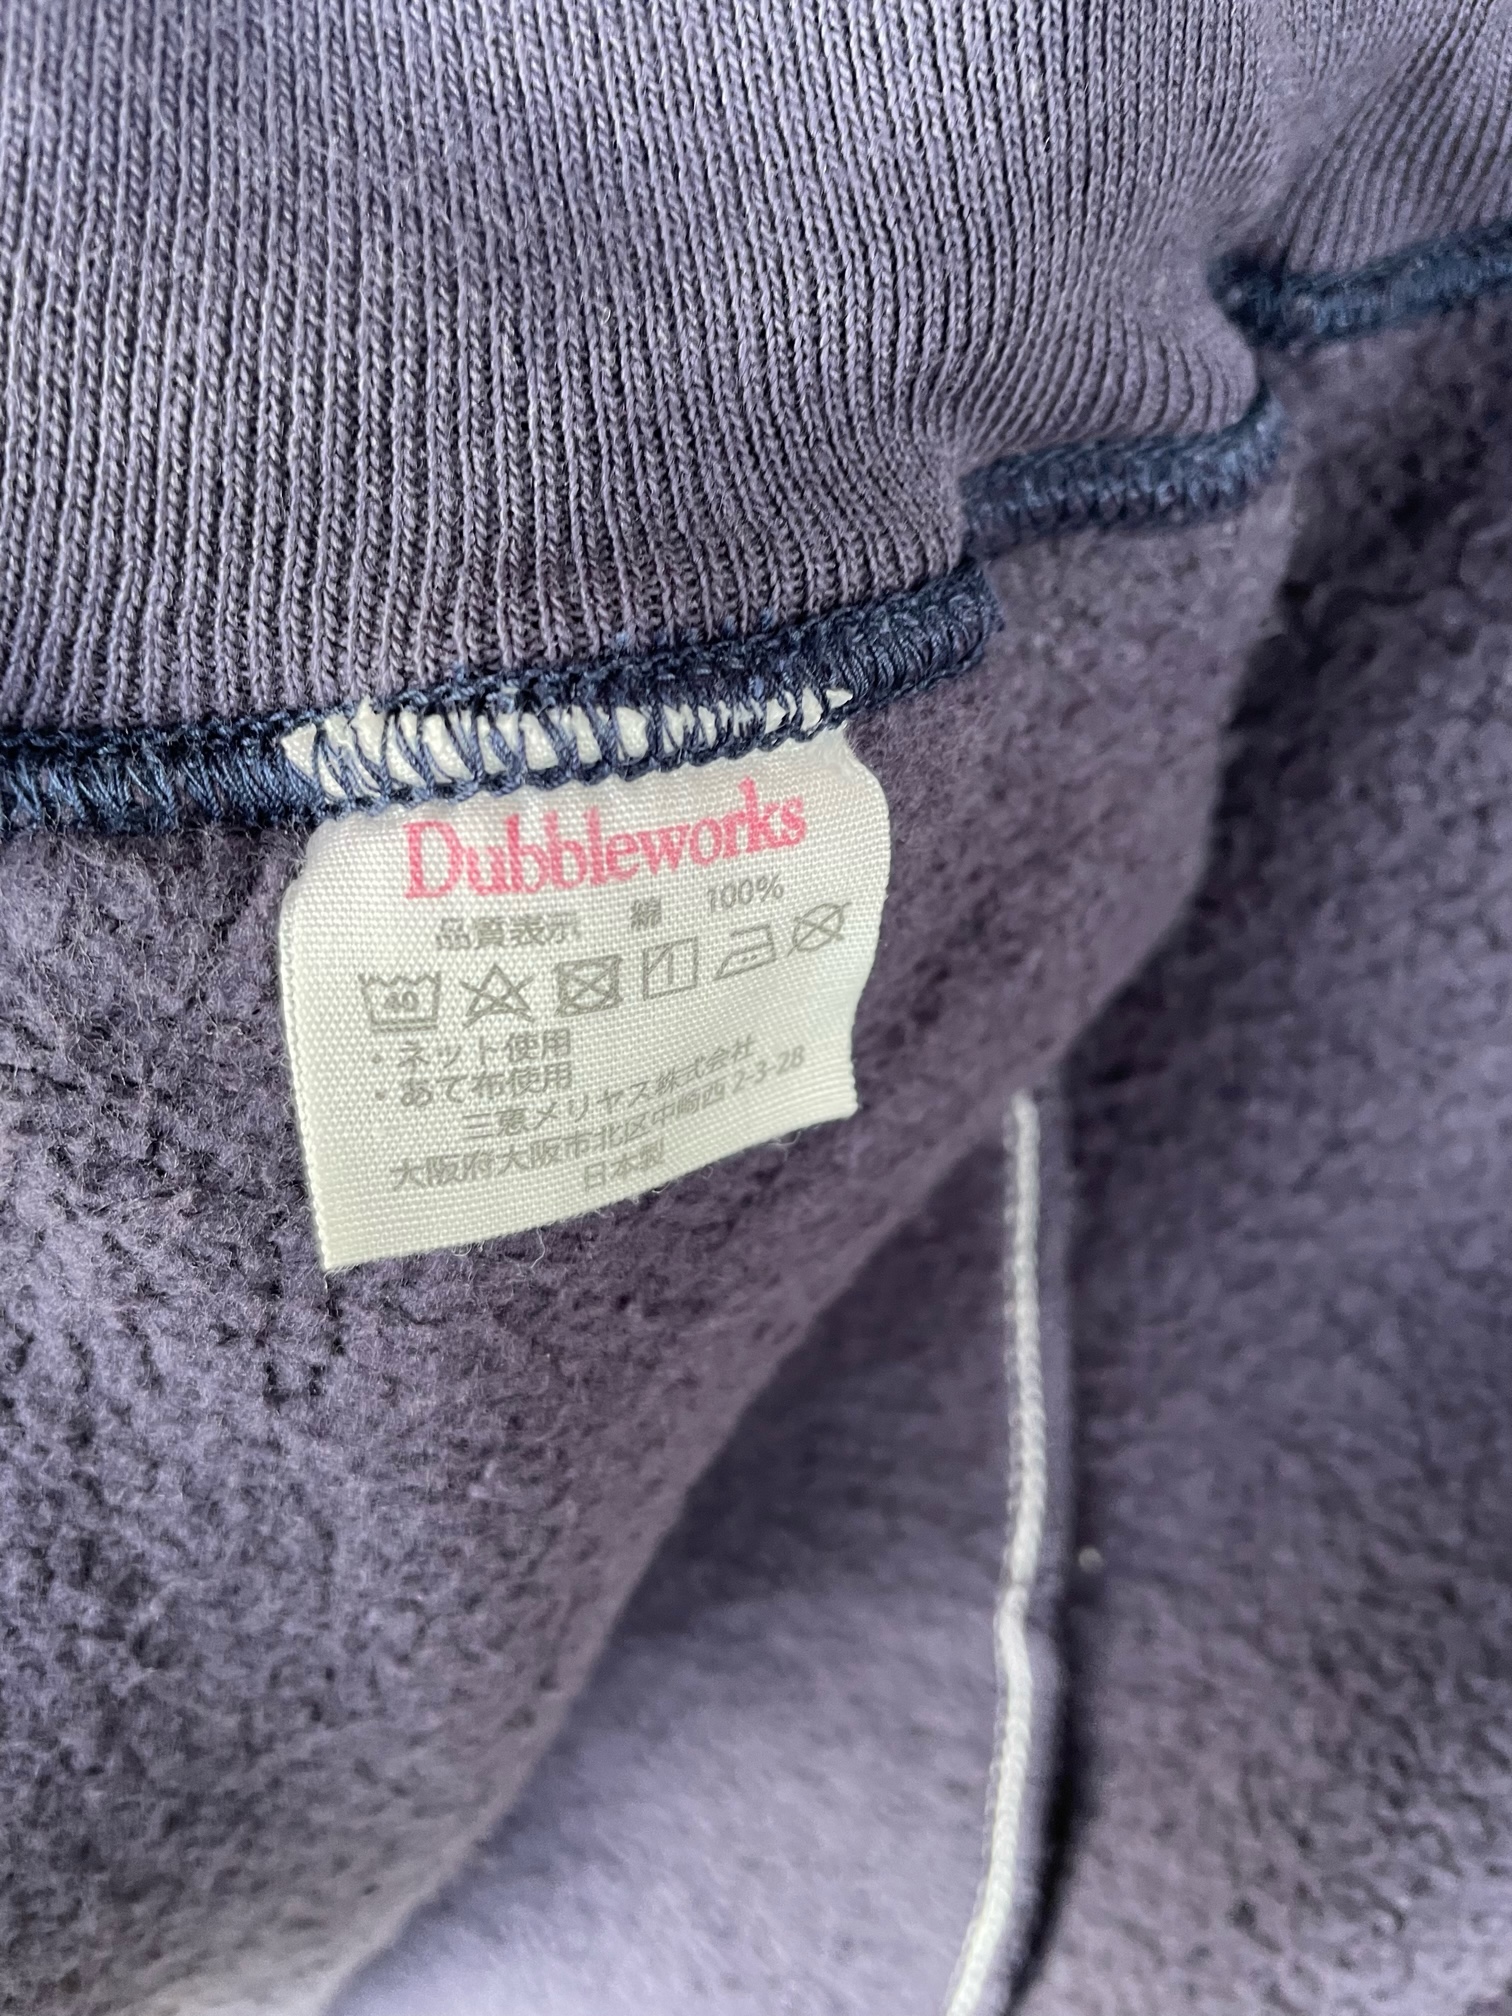 Dubbleworks
品質表示 綿 100%
40
・ネット使用
・あて布使用
三恵メリヤス株式会社
大阪府大阪市北区中崎西2-3-28
日本製